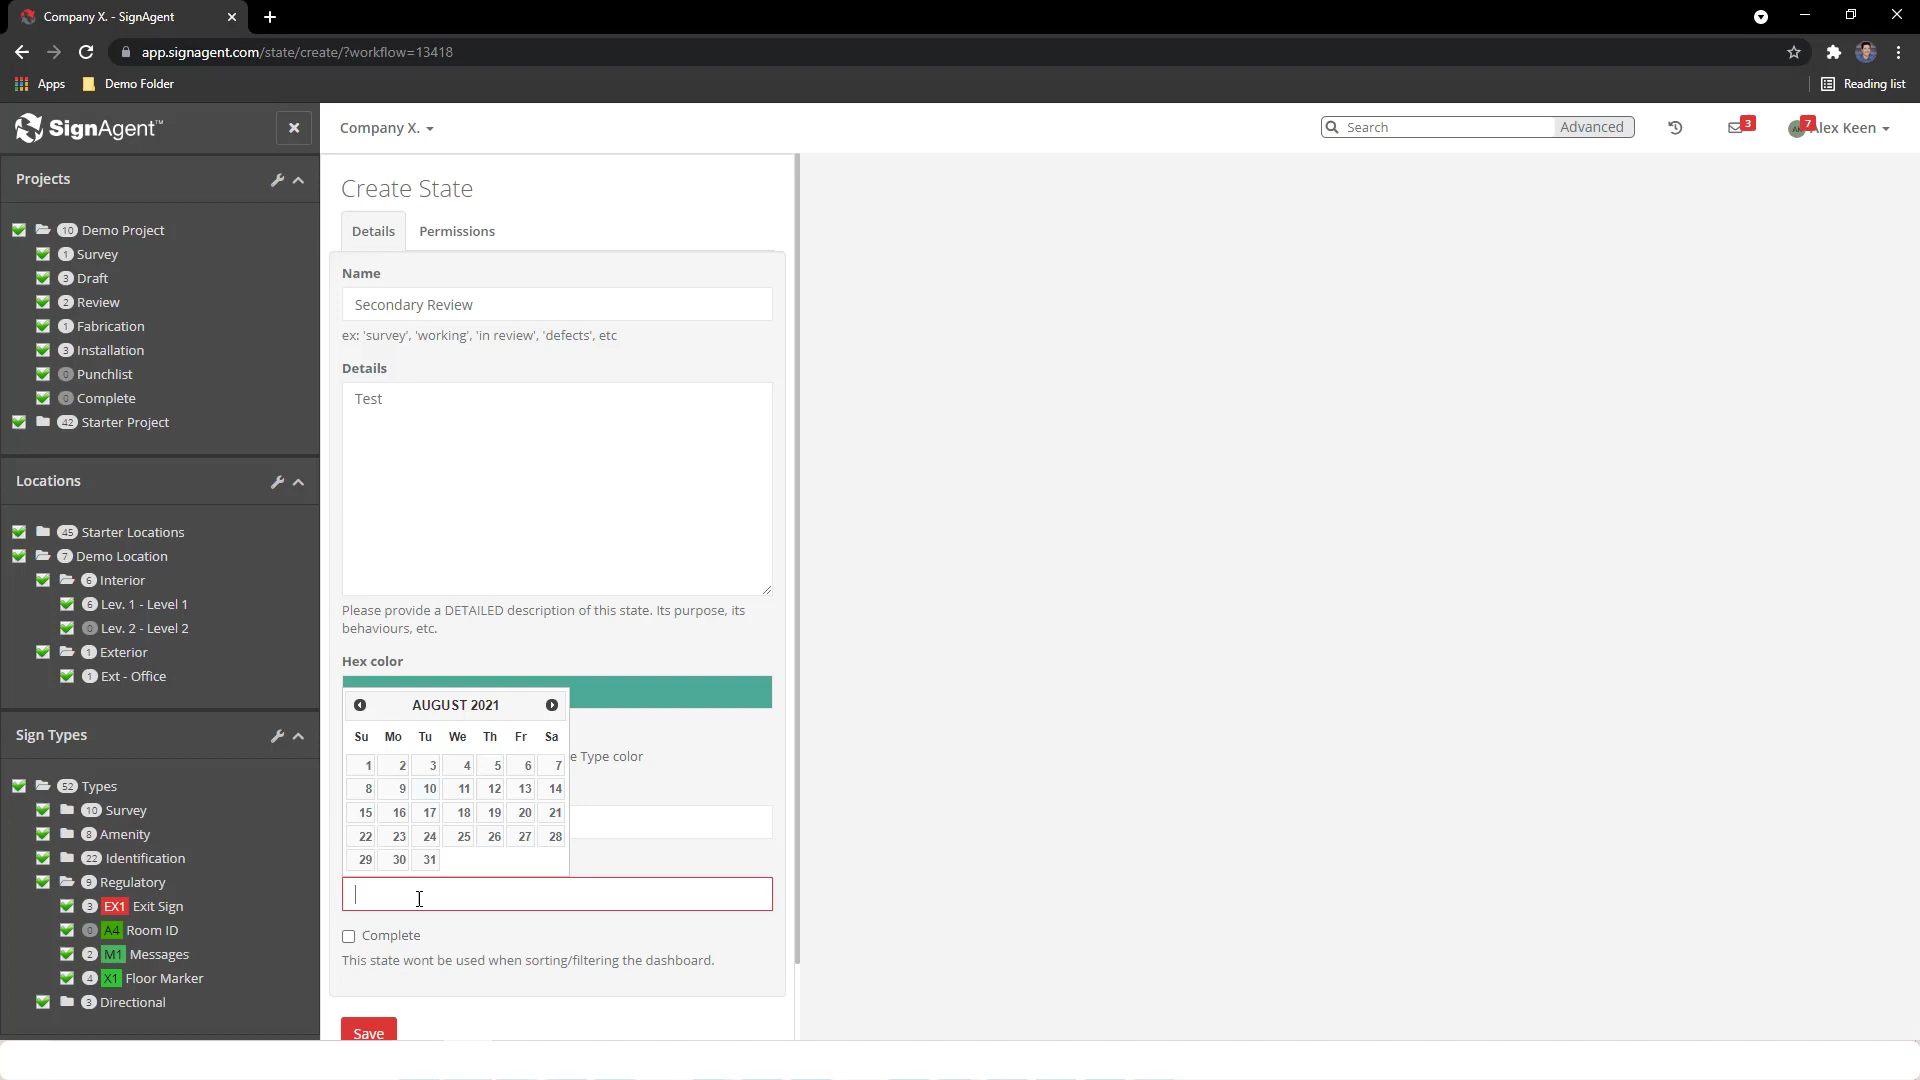 Company X. - SignAgent
app.signagent.com/state/create/?workflow=13418
Apps
Demo Folder
Reading list
SignAgent™
Company X.
Search
Advanced
3
7
Alex Keen
Projects
10 Demo Project
1 Survey
3 Draft
2 Review
1 Fabrication
3 Installation
0 Punchlist
0 Complete
42 Starter Project
Locations
45 Starter Locations
7 Demo Location
6 Interior
6 Lev. 1 - Level 1
0 Lev. 2 - Level 2
1 Exterior
1 Ext - Office
Sign Types
52 Types
10 Survey
8 Amenity
22 Identification
9 Regulatory
3 EX1 Exit Sign
0 A4 Room ID
2 M1 Messages
4 X1 Floor Marker
3 Directional
Create State
Details
Permissions
Name
Secondary Review
ex: 'survey', 'working', 'in review', 'defects', etc
Details
Test
Please provide a DETAILED description of this state. Its purpose, its
behaviours, etc.
Hex color
AUGUST 2021
Su Mo Tu We Th Fr Sa
1 2 3 4 5 6 7
8 9 10 11 12 13 14
15 16 17 18 19 20 21
22 23 24 25 26 27 28
29 30 31
e Type color
Complete
This state wont be used when sorting/filtering the dashboard.
Save